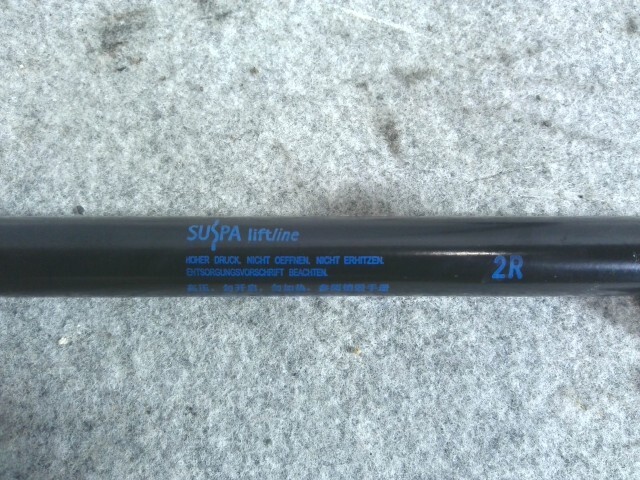 SUSPA liftline
HOHER DRUCK. NICHT OEFFNEN. NICHT ERHITZEN.
ENTSORGUNGSVORSCHRIFT BEACHTEN.
2R